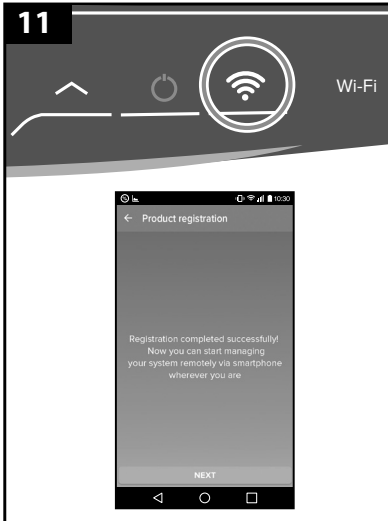 11
Wi-Fi
10:30
Product registration
Registration completed successfully!
Now you can start managing
your system remotely via smartphone
wherever you are
NEXT